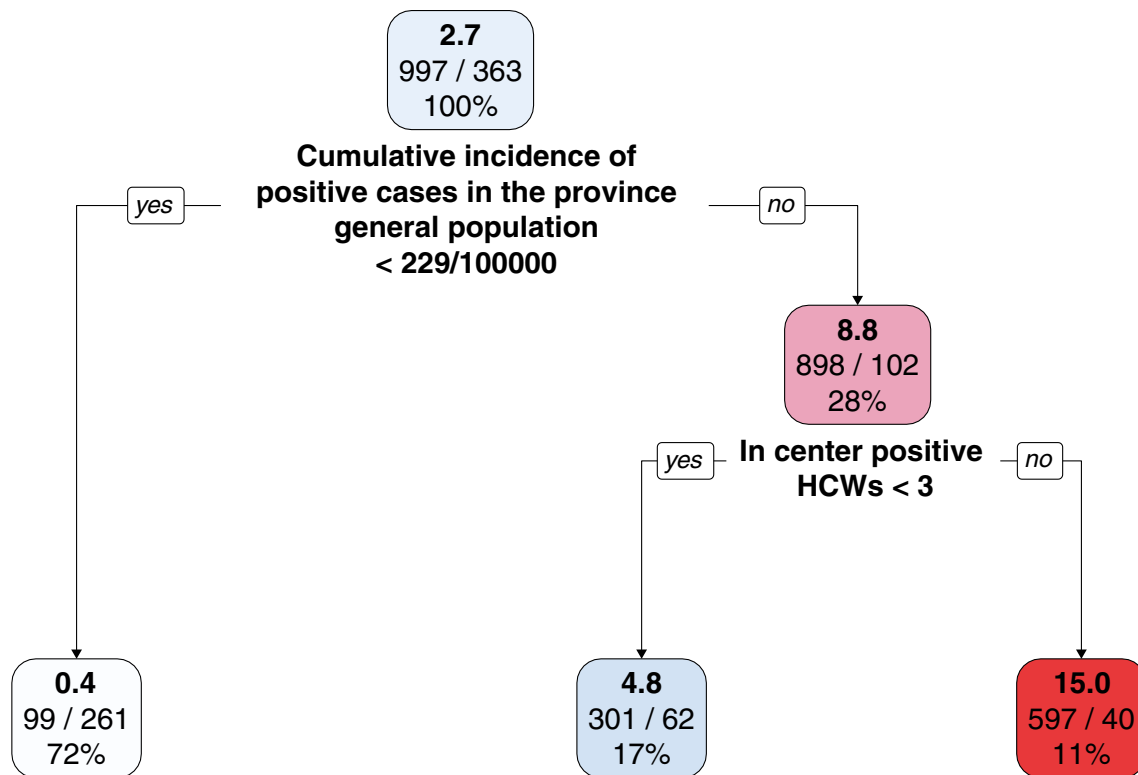 2.7
997 / 363
100%
Cumulative incidence of
positive cases in the province
general population
< 229/100000
yes
no
8.8
898 / 102
28%
In center positive
HCWs < 3
yes
no
0.4
99 / 261
72%
4.8
301 / 62
17%
15.0
597 / 40
11%